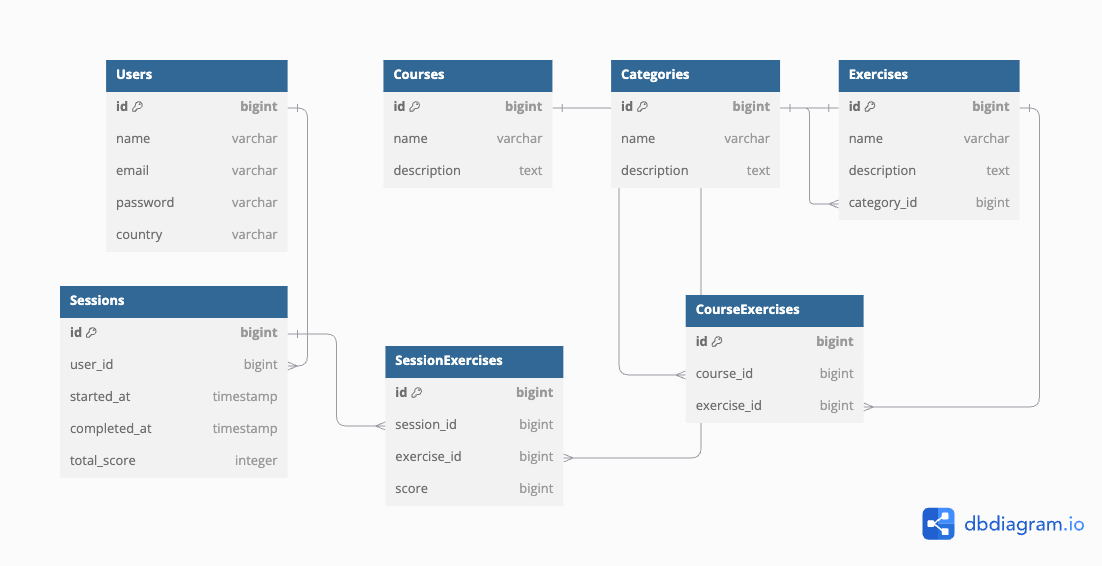 Users
id bigint
name varchar
email varchar
password varchar
country varchar
Courses
id bigint
name varchar
description text
Categories
id bigint
name varchar
description text
Exercises
id bigint
name varchar
description text
category_id bigint
Sessions
id bigint
user_id bigint
started_at timestamp
completed_at timestamp
total_score integer
SessionExercises
id bigint
session_id bigint
exercise_id bigint
score bigint
CourseExercises
id bigint
course_id bigint
exercise_id bigint
dbdiagram.io